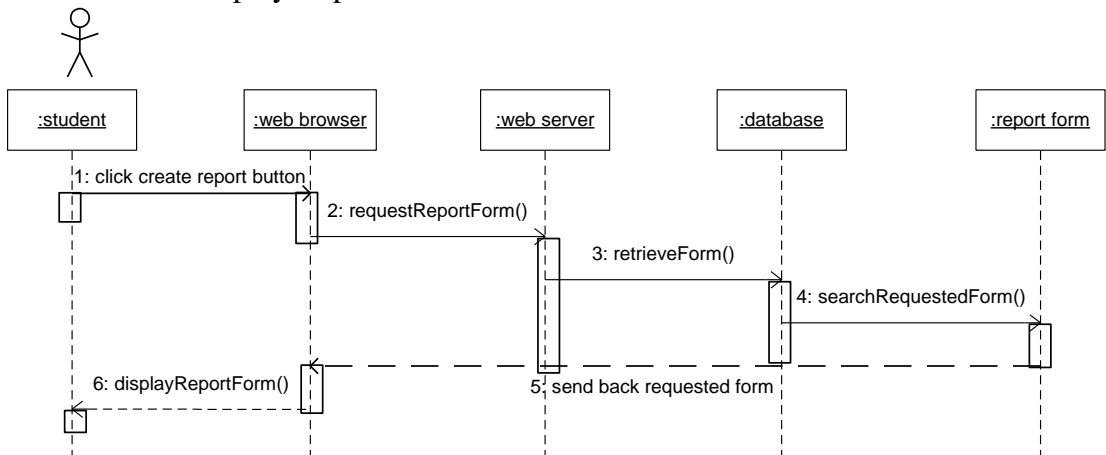 :student
:web browser
:web server
:database
:report form
1: click create report button
2: requestReportForm()
3: retrieveForm()
4: searchRequestedForm()
5: send back requested form
6: displayReportForm()